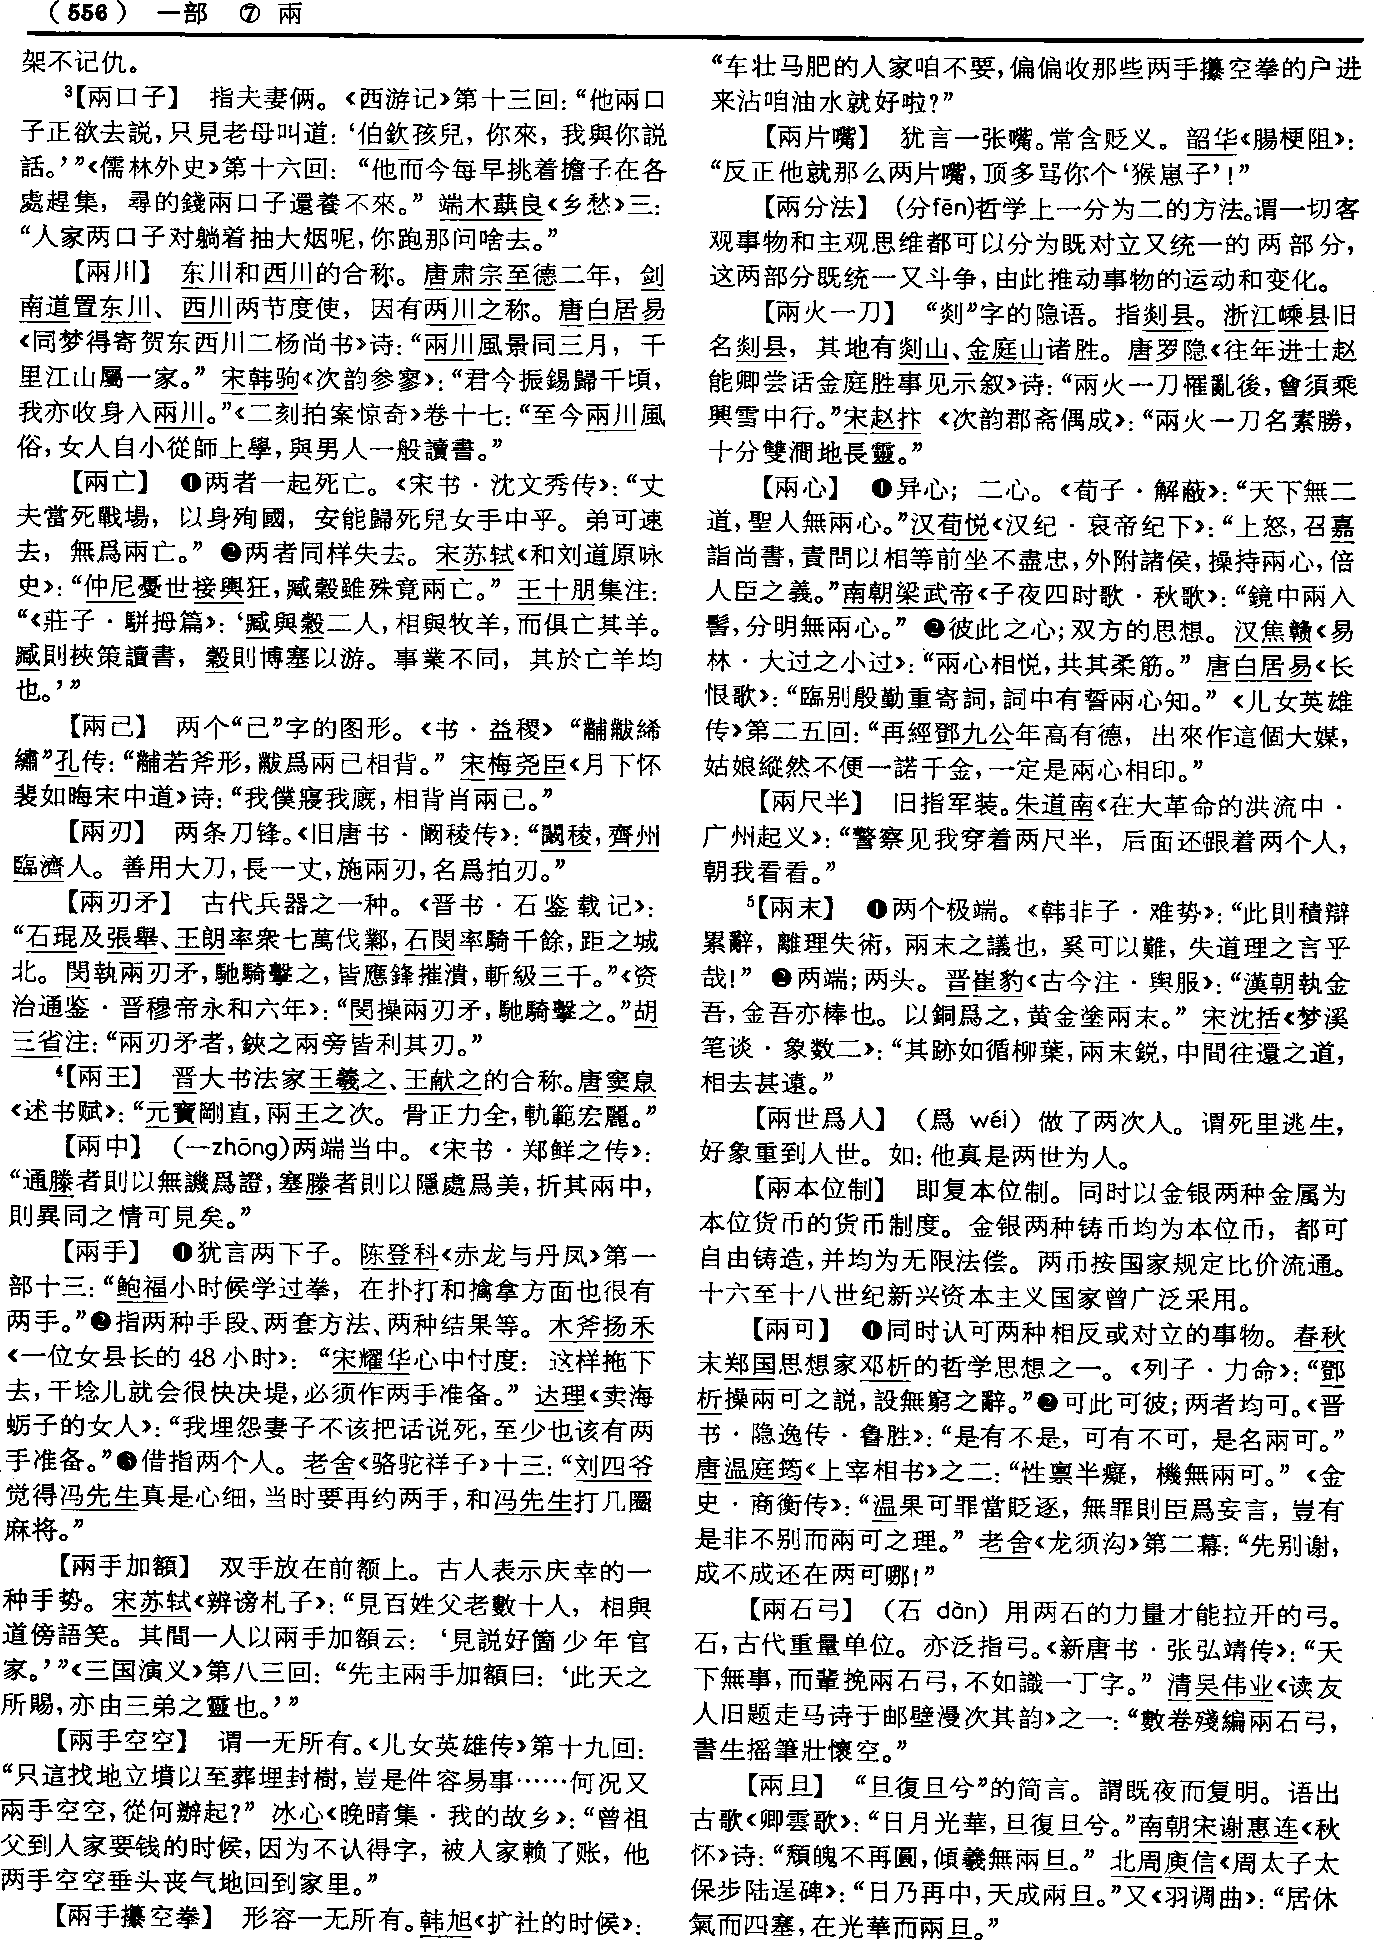 （556） 一部 ⑦ 兩
架不记仇。
³【兩口子】 指夫妻俩。《西游记》第十三回：“他兩口
子正欲去説，只見老母叫道：‘伯欽孩兒，你來，我與你説
話。’”《儒林外史》第十六回：“他而今每早挑着擔子在各
處趕集，尋的錢兩口子還養不來。”端木蕻良《乡愁》三：
“人家两口子对躺着抽大烟呢，你跑那问啥去。”
【兩川】 东川和西川的合称。唐肃宗至德二年，剑
南道置东川、西川两节度使，因有两川之称。唐白居易
《同梦得寄贺东西川二杨尚书》诗：“兩川風景同三月，千
里江山屬一家。”宋韩驹《次韵参寥》：“君今振錫歸千頃，
我亦收身入兩川。”《二刻拍案惊奇》卷十七：“至今兩川風
俗，女人自小從師上學，與男人一般讀書。”
【兩亡】 ❶两者一起死亡。《宋书·沈文秀传》：“丈
夫當死戰場，以身殉國，安能歸死兒女手中乎。弟可速
去，無爲兩亡。”❷两者同样失去。宋苏轼《和刘道原咏
史》：“仲尼憂世接輿狂，臧穀雖殊竟兩亡。”王十朋集注：
“《莊子·駢拇篇》：‘臧與穀二人，相與牧羊，而俱亡其羊。
臧則挾策讀書，穀則博塞以游。事業不同，其於亡羊均
也。’”
【兩己】 两个“己”字的图形。《书·益稷》“黼黻絺
繡”孔传：“黼若斧形，黻爲兩己相背。”宋梅尧臣《月下怀
裴如晦宋中道》诗：“我僕寢我廐，相背肖兩己。”
【兩刃】 两条刀锋。《旧唐书·阚稜传》：“闞稜，齊州
臨濟人。善用大刀，長一丈，施兩刃，名爲拍刃。”
【兩刃矛】 古代兵器之一种。《晋书·石鉴载记》：
“石琨及張舉、王朗率衆七萬伐鄴，石閔率騎千餘，距之城
北。閔執兩刃矛，馳騎擊之，皆應鋒摧潰，斬級三千。”《资
治通鉴·晋穆帝永和六年》：“閔操兩刃矛，馳騎擊之。”胡
三省注：“兩刃矛者，鋏之兩旁皆利其刃。”
⁴【兩王】 晋大书法家王羲之、王献之的合称。唐窦臮
《述书赋》：“元寶剛直，兩王之次。骨正力全，軌範宏麗。”
【兩中】 （一zhōng）两端当中。《宋书·郑鲜之传》：
“通滕者則以無譏爲證，塞滕者則以隱處爲美，折其兩中，
則異同之情可見矣。”
【兩手】 ❶犹言两下子。陈登科《赤龙与丹凤》第一
部十三：“鲍福小时候学过拳，在扑打和擒拿方面也很有
两手。”❷指两种手段、两套方法、两种结果等。木斧扬禾
《一位女县长的48小时》：“宋耀华心中忖度：这样拖下
去，干埝儿就会很快决堤，必须作两手准备。”达理《卖海
蛎子的女人》：“我埋怨妻子不该把话说死，至少也该有两
手准备。”❸借指两个人。老舍《骆驼祥子》十三：“刘四爷
觉得冯先生真是心细，当时要再约两手，和冯先生打几圈
麻将。”
【兩手加額】 双手放在前额上。古人表示庆幸的一
种手势。宋苏轼《辨谤札子》：“見百姓父老數十人，相與
道傍語笑。其間一人以兩手加額云：‘見説好箇少年官
家。’”《三国演义》第八三回：“先主兩手加額曰：‘此天之
所賜，亦由三弟之靈也。’”
【兩手空空】 谓一无所有。《儿女英雄传》第十九回：
“只這找地立墳以至葬埋封樹，豈是件容易事……何况又
兩手空空，從何辦起？”冰心《晚晴集·我的故乡》：“曾祖
父到人家要钱的时候，因为不认得字，被人家赖了账，他
两手空空垂头丧气地回到家里。”
【兩手攥空拳】 形容一无所有。韩旭《扩社的时候》：
“车壮马肥的人家咱不要，偏偏收那些两手攥空拳的户进
来沾咱油水就好啦？”
【兩片嘴】 犹言一张嘴。常含贬义。韶华《腸梗阻》：
“反正他就那么两片嘴，顶多骂你个‘猴崽子’！”
【兩分法】 （分fēn）哲学上一分为二的方法。谓一切客
观事物和主观思维都可以分为既对立又统一的两部分，
这两部分既统一又斗争，由此推动事物的运动和变化。
【兩火一刀】 “剡”字的隐语。指剡县。浙江嵊县旧
名剡县，其地有剡山、金庭山诸胜。唐罗隐《往年进士赵
能卿尝话金庭胜事见示叙》诗：“兩火一刀罹亂後，會須乘
興雪中行。”宋赵抃《次韵郡斋偶成》：“兩火一刀名素勝，
十分雙澗地長靈。”
【兩心】 ❶异心；二心。《荀子·解蔽》：“天下無二
道，聖人無兩心。”汉荀悦《汉纪·哀帝纪下》：“上怒，召嘉
詣尚書，責問以相等前坐不盡忠，外附諸侯，操持兩心，倍
人臣之義。”南朝梁武帝《子夜四时歌·秋歌》：“鏡中兩入
髻，分明無兩心。”❷彼此之心；双方的思想。汉焦赣《易
林·大过之小过》：“兩心相悦，共其柔筋。”唐白居易《长
恨歌》：“臨别殷勤重寄詞，詞中有誓兩心知。”《儿女英雄
传》第二五回：“再經鄧九公年高有德，出來作這個大媒，
姑娘縱然不便一諾千金，一定是兩心相印。”
【兩尺半】 旧指军装。朱道南《在大革命的洪流中·
广州起义》：“警察见我穿着两尺半，后面还跟着两个人，
朝我看看。”
⁵【兩末】 ❶两个极端。《韩非子·难势》：“此則積辯
累辭，離理失術，兩末之議也，奚可以難，失道理之言乎
哉！”❷两端；两头。晋崔豹《古今注·舆服》：“漢朝執金
吾，金吾亦棒也。以銅爲之，黄金塗兩末。”宋沈括《梦溪
笔谈·象数二》：“其跡如循柳葉，兩末鋭，中間往還之道，
相去甚遠。”
【兩世爲人】 （爲 wéi）做了两次人。谓死里逃生，
好象重到人世。如：他真是两世为人。
【兩本位制】 即复本位制。同时以金银两种金属为
本位货币的货币制度。金银两种铸币均为本位币，都可
自由铸造，并均为无限法偿。两币按国家规定比价流通。
十六至十八世纪新兴资本主义国家曾广泛采用。
【兩可】 ❶同时认可两种相反或对立的事物。春秋
末郑国思想家邓析的哲学思想之一。《列子·力命》：“鄧
析操兩可之説，設無窮之辭。”❷可此可彼；两者均可。《晋
书·隐逸传·鲁胜》：“是有不是，可有不可，是名兩可。”
唐温庭筠《上宰相书》之二：“性禀半癡，機無兩可。”《金
史·商衡传》：“温果可罪當貶逐，無罪則臣爲妄言，豈有
是非不别而兩可之理。”老舍《龙须沟》第二幕：“先别谢，
成不成还在两可哪！”
【兩石弓】 （石 dàn）用两石的力量才能拉开的弓。
石，古代重量单位。亦泛指弓。《新唐书·张弘靖传》：“天
下無事，而輩挽兩石弓，不如識一丁字。”清吴伟业《读友
人旧题走马诗于邮壁漫次其韵》之一：“數卷殘編兩石弓，
書生摇筆壯懷空。”
【兩旦】 “旦復旦兮”的简言。謂既夜而复明。语出
古歌《卿雲歌》：“日月光華，旦復旦兮。”南朝宋谢惠连《秋
怀》诗：“頹魄不再圓，傾羲無兩旦。”北周庾信《周太子太
保步陆逞碑》：“日乃再中，天成兩旦。”又《羽调曲》：“居休
氣而四塞，在光華而兩旦。”